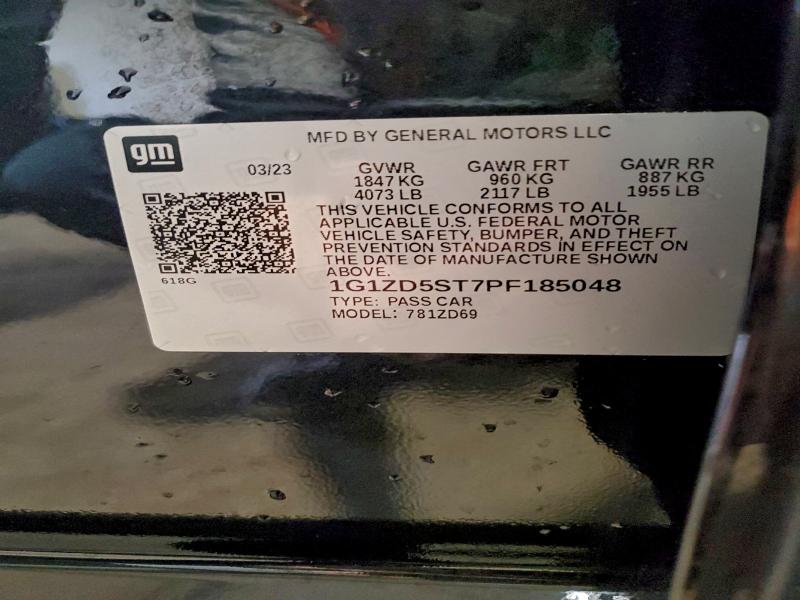 gm
MFD BY GENERAL MOTORS LLC
03/23 GVWR GAWR FRT GAWR RR
1847 KG 960 KG 887 KG
4073 LB 2117 LB 1955 LB
THIS VEHICLE CONFORMS TO ALL
APPLICABLE U.S. FEDERAL MOTOR
VEHICLE SAFETY, BUMPER, AND THEFT
PREVENTION STANDARDS IN EFFECT ON
THE DATE OF MANUFACTURE SHOWN
ABOVE.
618G
1G1ZD5ST7PF185048
TYPE: PASS CAR
MODEL: 781ZD69